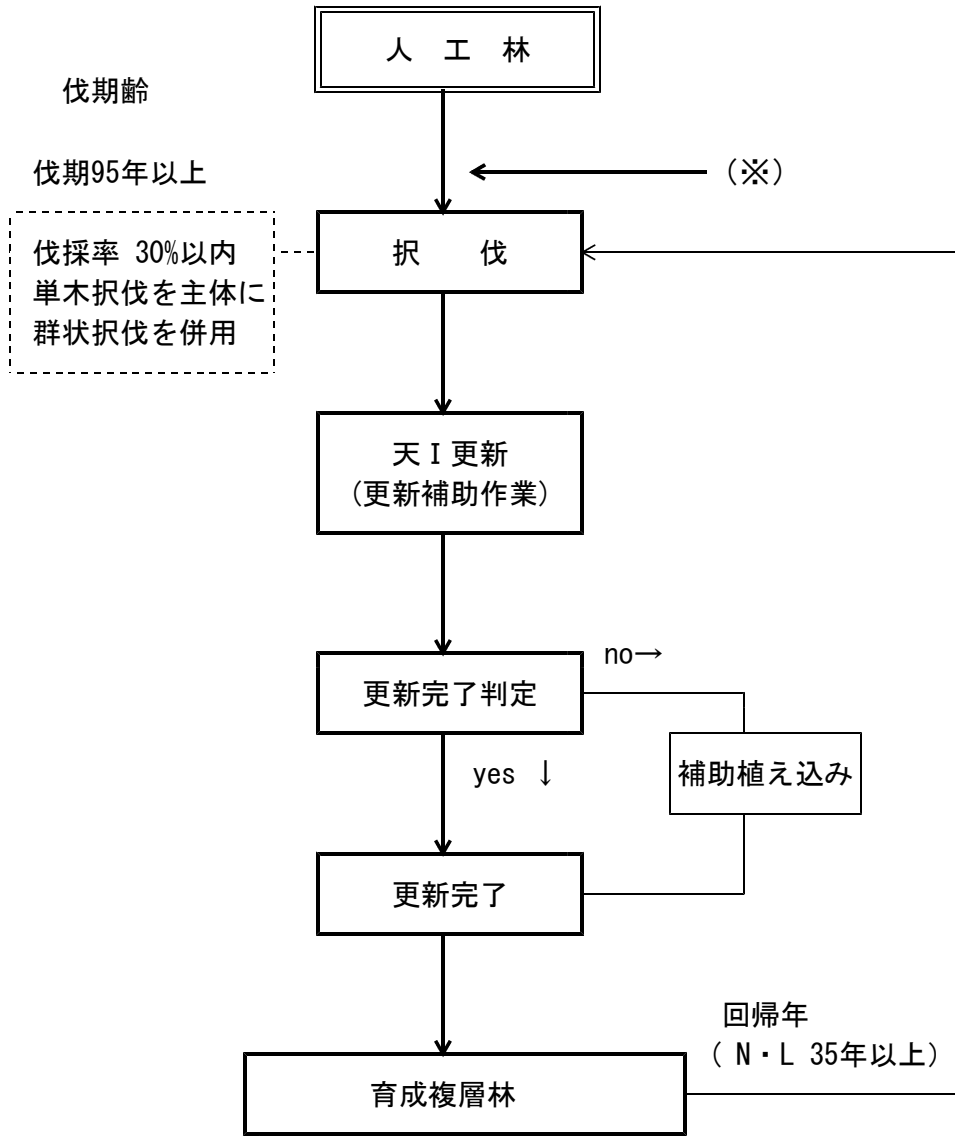 人　工　林
伐期齢
伐期95年以上
（※）
択　　伐
伐採率 30%以内
単木択伐を主体に
群状択伐を併用
天Ⅰ更新
（更新補助作業）
no→
更新完了判定
yes ↓
補助植え込み
更新完了
回帰年
（ N・L 35年以上）
育成複層林